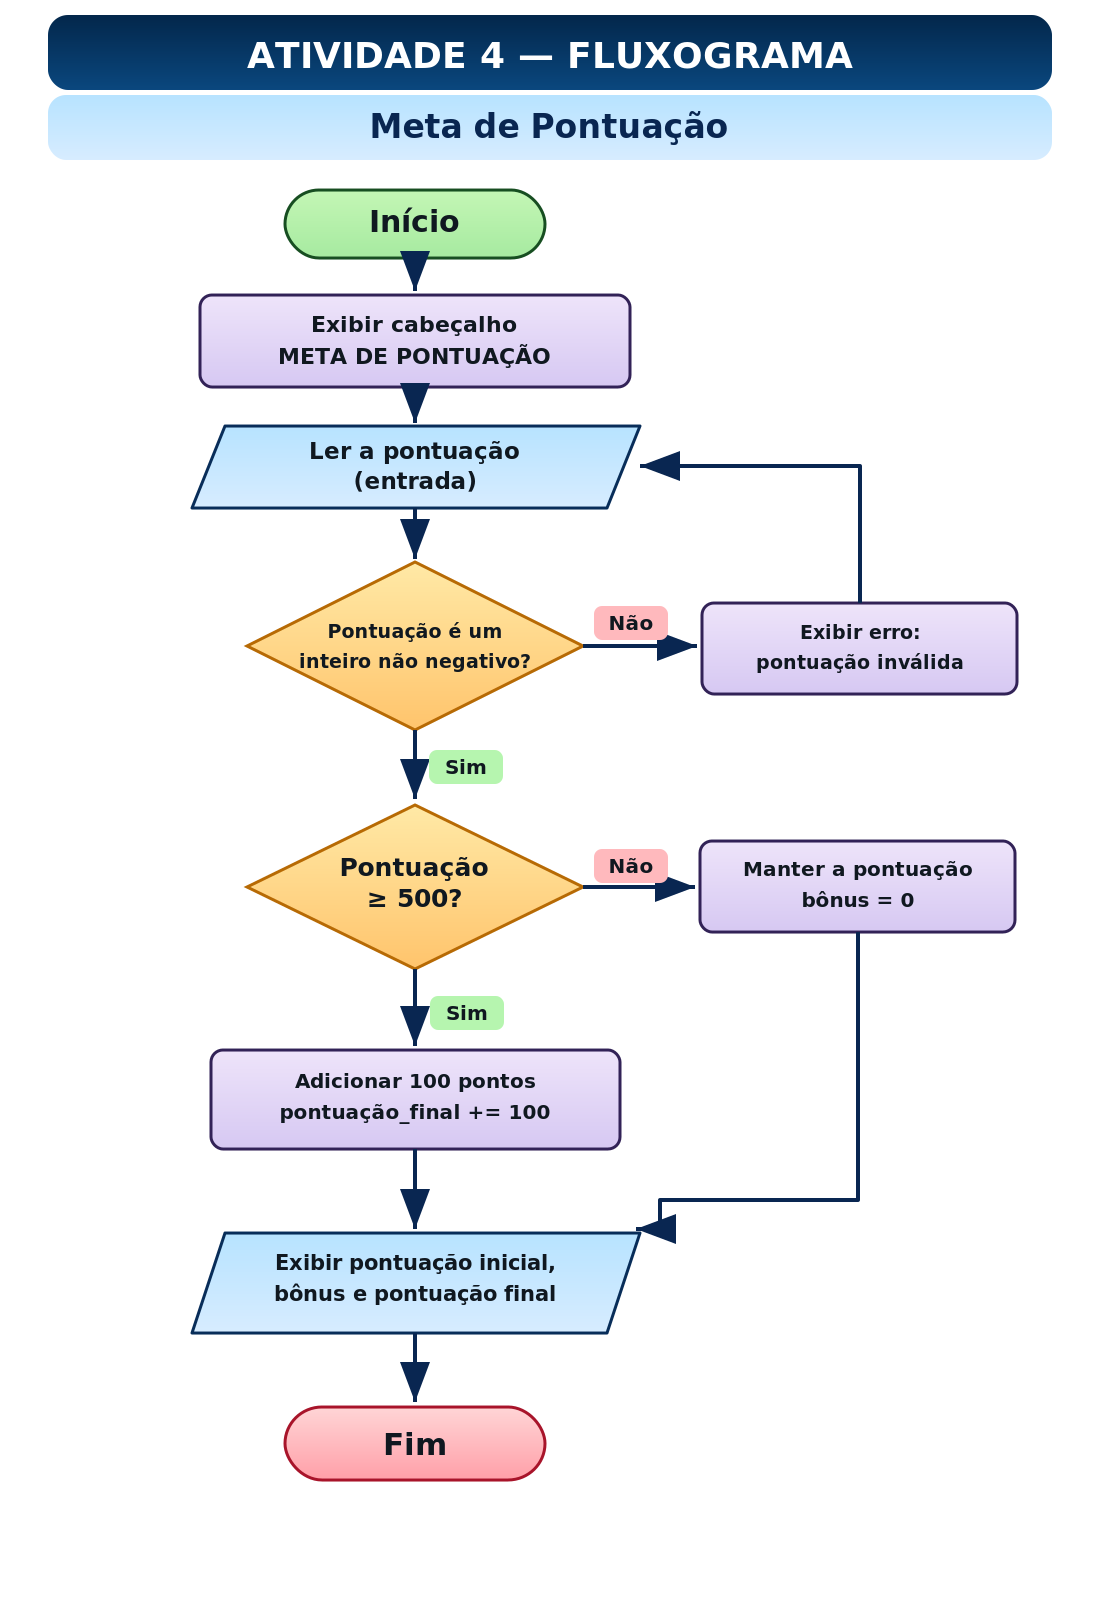 ATIVIDADE 4 — FLUXOGRAMA
Meta de Pontuação
Início
Exibir cabeçalho
META DE PONTUAÇÃO
Ler a pontuação
(entrada)
Pontuação é um
inteiro não negativo?
Não
Exibir erro:
pontuação inválida
Sim
Pontuação
≥ 500?
Não
Manter a pontuação
bônus = 0
Sim
Adicionar 100 pontos
pontuação_final += 100
Exibir pontuação inicial,
bônus e pontuação final
Fim